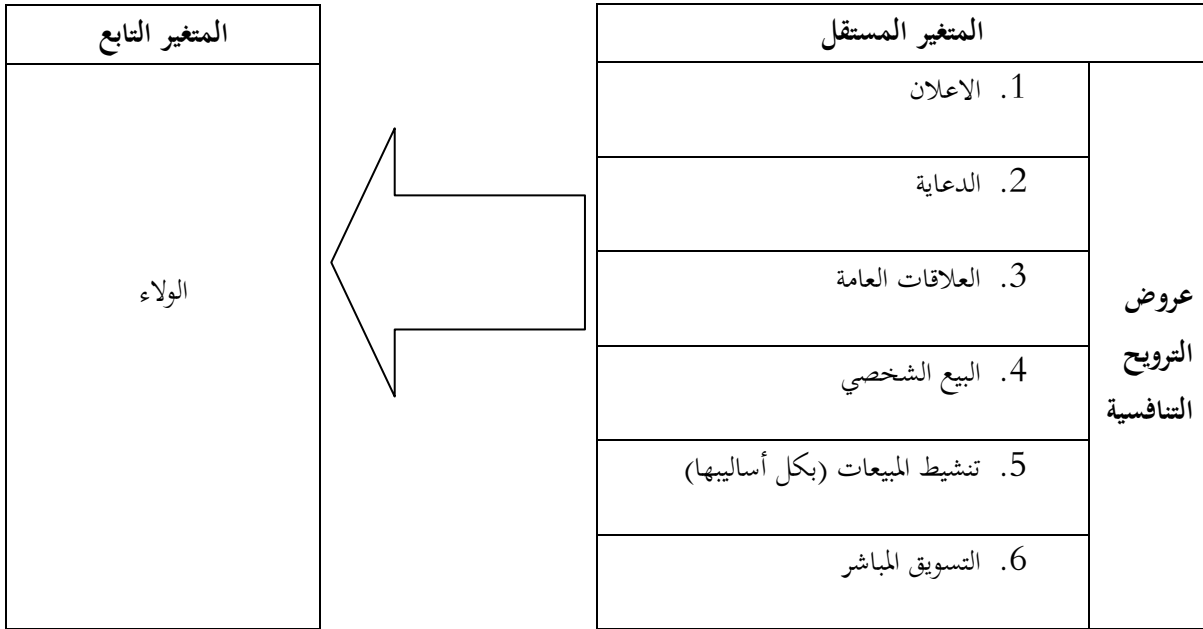 المتغير المستقل
عروض
الترويح
التنافسية
1. الاعلان
2. الدعاية
3. العلاقات العامة
4. البيع الشخصي
5. تنشيط المبيعات (بكل أساليبها)
6. التسويق المباشر
المتغير التابع
الولاء